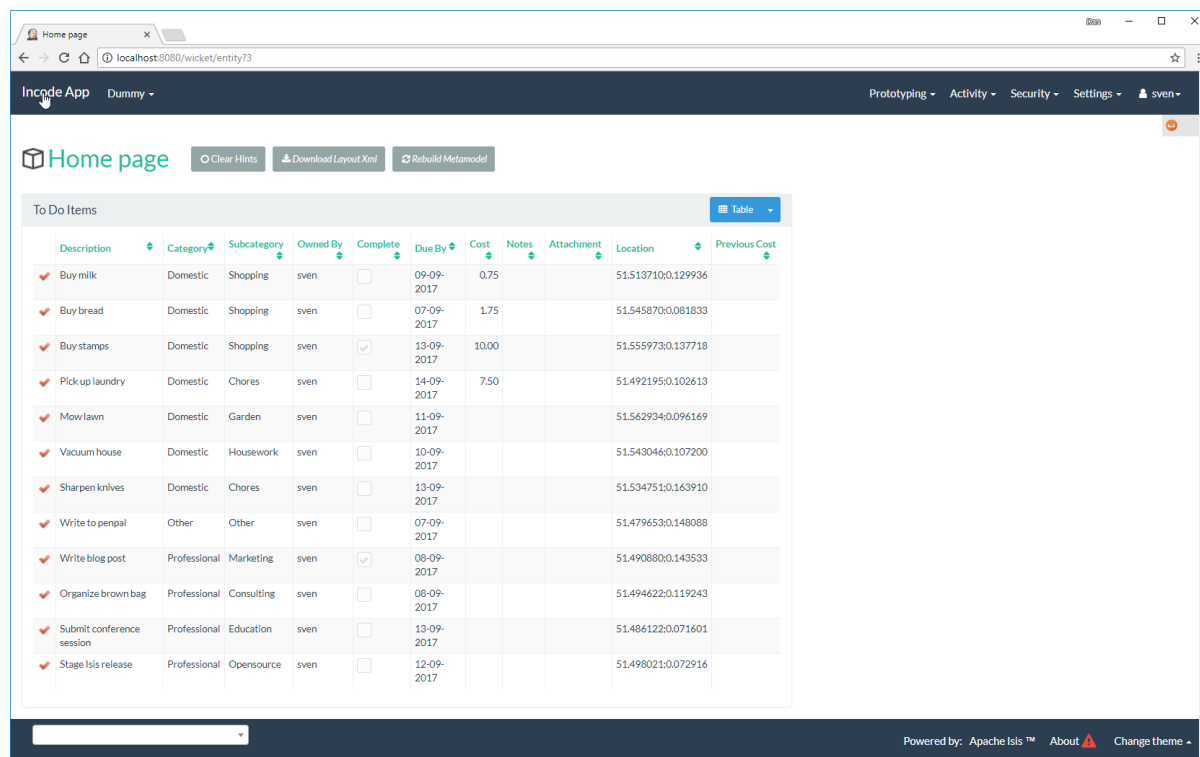 Dan
Home page
localhost:8080/wicket/entity?3
Incode App Dummy Prototyping Activity Security Settings sven
Home page Clear Hints Download Layout Xml Rebuild Metamodel
To Do Items Table
Description Category Subcategory Owned By Complete Due By Cost Notes Attachment Location Previous Cost
Buy milk Domestic Shopping sven 09-09- 0.75 51.513710;0.129936
2017
Buy bread Domestic Shopping sven 07-09- 1.75 51.545870;0.081833
2017
Buy stamps Domestic Shopping sven 13-09- 10.00 51.555973;0.137718
2017
Pick up laundry Domestic Chores sven 14-09- 7.50 51.492195;0.102613
2017
Mow lawn Domestic Garden sven 11-09- 51.562934;0.096169
2017
Vacuum house Domestic Housework sven 10-09- 51.543046;0.107200
2017
Sharpen knives Domestic Chores sven 13-09- 51.534751;0.163910
2017
Write to penpal Other Other sven 07-09- 51.479653;0.148088
2017
Write blog post Professional Marketing sven 08-09- 51.490880;0.143533
2017
Organize brown bag Professional Consulting sven 08-09- 51.494622;0.119243
2017
Submit conference Professional Education sven 13-09- 51.486122;0.071601
session 2017
Stage Isis release Professional Opensource sven 12-09- 51.498021;0.072916
2017
Powered by: Apache Isis ™ About Change theme